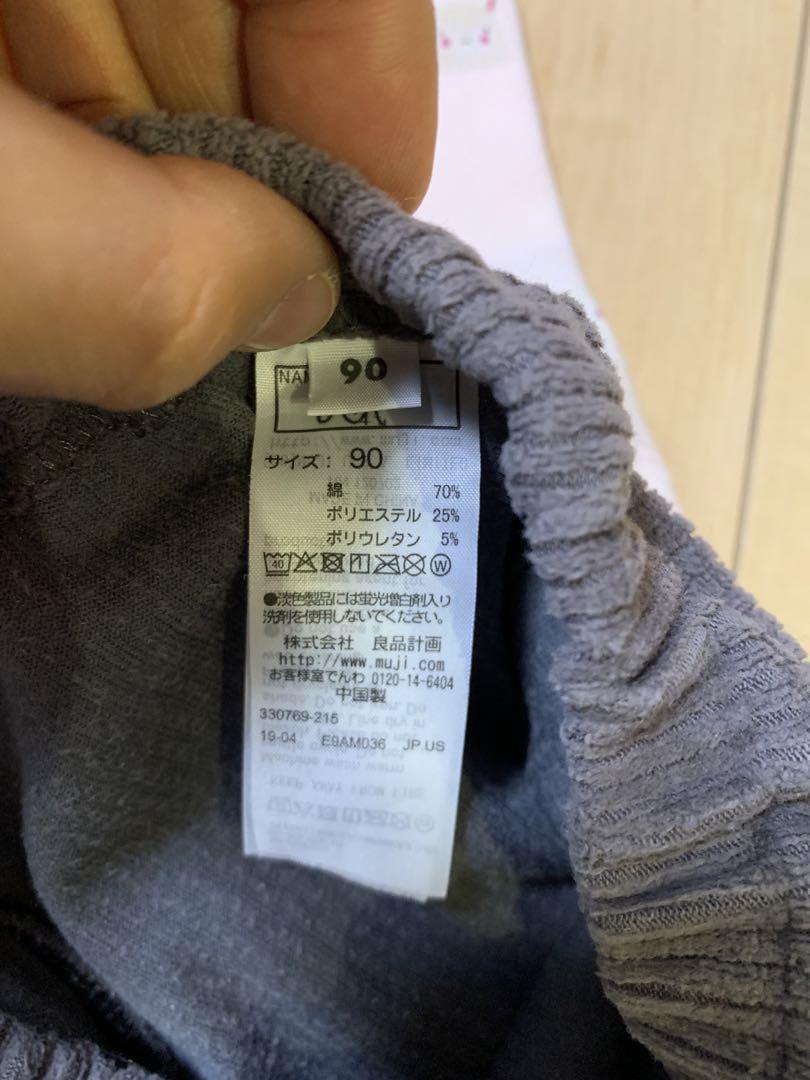 90
NAM
サイズ: 90
綿 70%
ポリエステル 25%
ポリウレタン 5%
40 W
●淡色製品には蛍光増白剤入り
洗剤を使用しないでください。
株式会社 良品計画
http://www.muji.com
お客様室でんわ 0120-14-6404
中国製
330769-215
19-04 E9AM036 JP.US